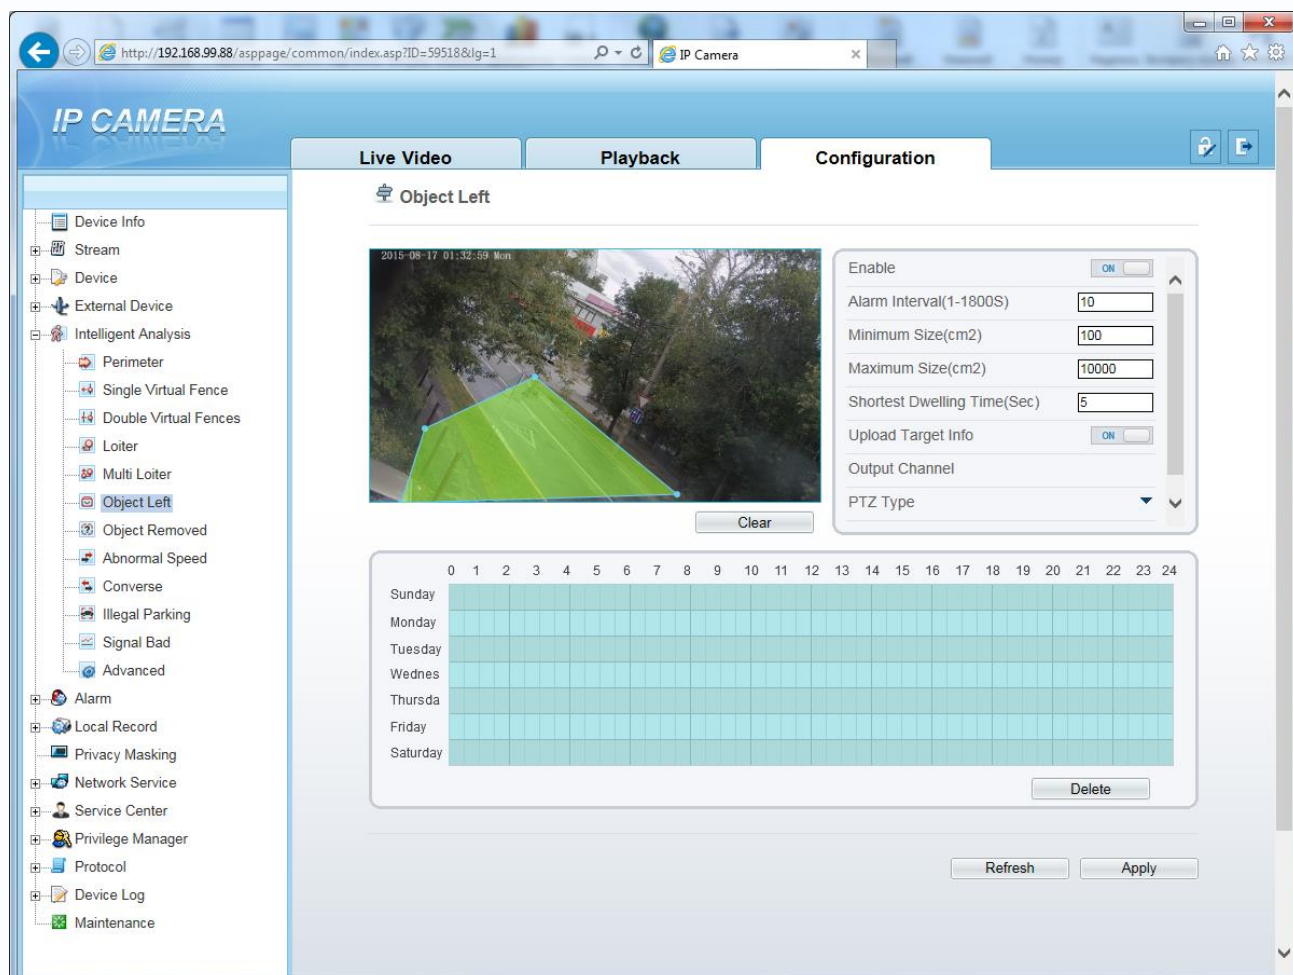 http://192.168.99.88/asppage/common/index.asp?ID=59518&lg=1
IP Camera
IP CAMERA
Live Video
Playback
Configuration
Object Left
Device Info
Stream
Device
External Device
Intelligent Analysis
Perimeter
Single Virtual Fence
Double Virtual Fences
Loiter
Multi Loiter
Object Left
Object Removed
Abnormal Speed
Converse
Illegal Parking
Signal Bad
Advanced
Alarm
Local Record
Privacy Masking
Network Service
Service Center
Privilege Manager
Protocol
Device Log
Maintenance
2015-08-17 01:32:59 Mon
Clear
Enable ON
Alarm Interval(1-1800S) 10
Minimum Size(cm2) 100
Maximum Size(cm2) 10000
Shortest Dwelling Time(Sec) 5
Upload Target Info ON
Output Channel
PTZ Type
0 1 2 3 4 5 6 7 8 9 10 11 12 13 14 15 16 17 18 19 20 21 22 23 24
Sunday
Monday
Tuesday
Wednes
Thursda
Friday
Saturday
Delete
Refresh Apply